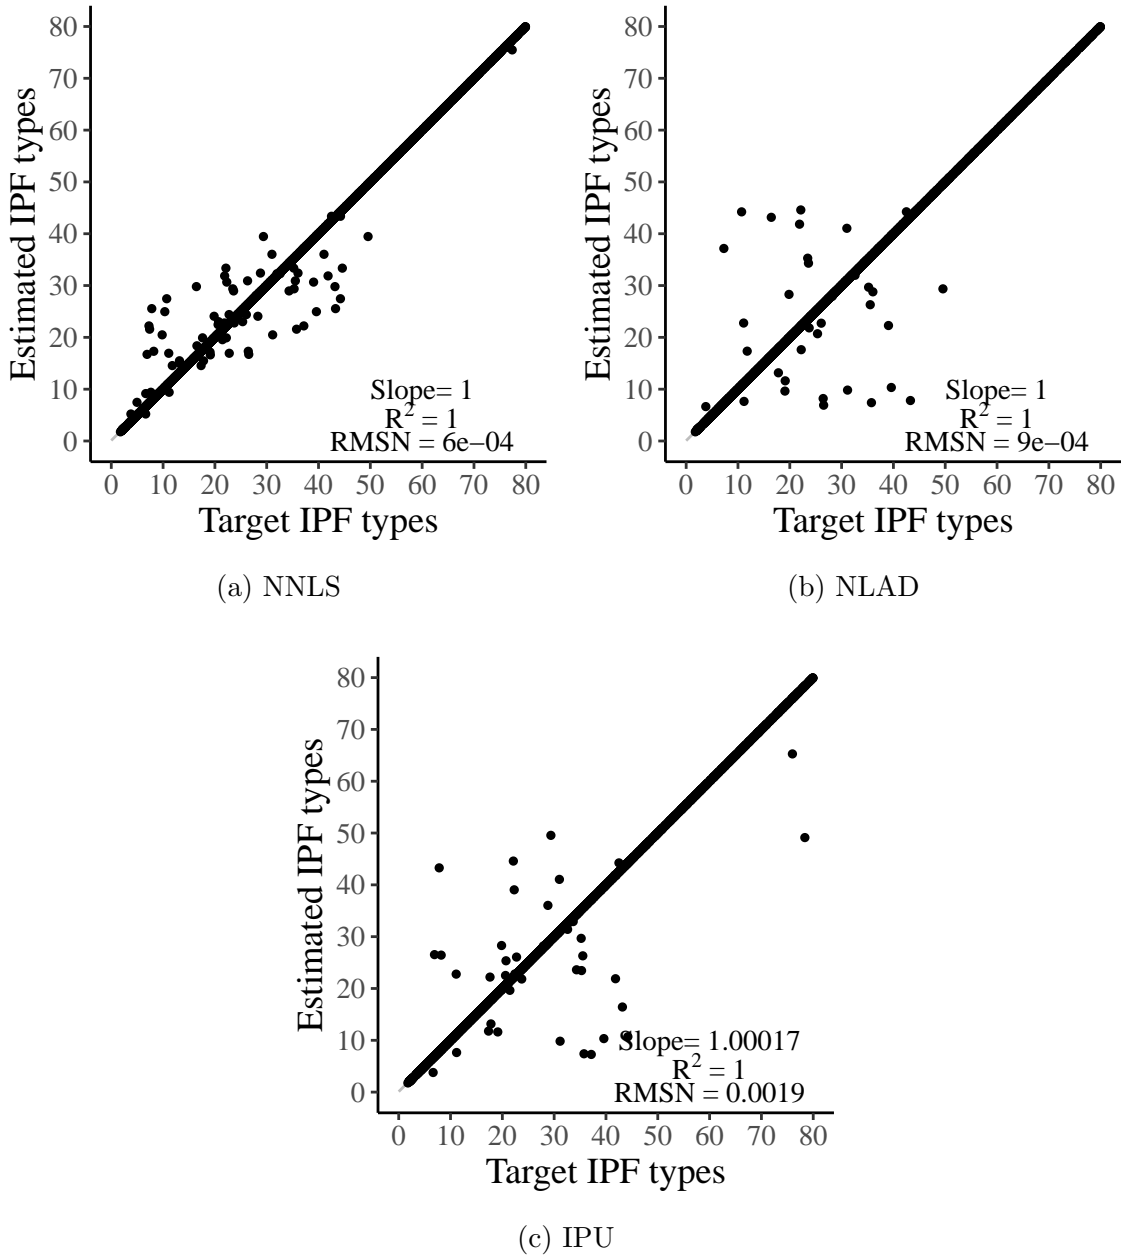 Estimated IPF types
80
70
60
50
40
30
20
10
0
Slope= 1
R² = 1
RMSN = 6e−04
0 10 20 30 40 50 60 70 80
Target IPF types
(a) NNLS
Estimated IPF types
80
70
60
50
40
30
20
10
0
Slope= 1
R² = 1
RMSN = 9e−04
0 10 20 30 40 50 60 70 80
Target IPF types
(b) NLAD
Estimated IPF types
80
70
60
50
40
30
20
10
0
Slope= 1.00017
R² = 1
RMSN = 0.0019
0 10 20 30 40 50 60 70 80
Target IPF types
(c) IPU